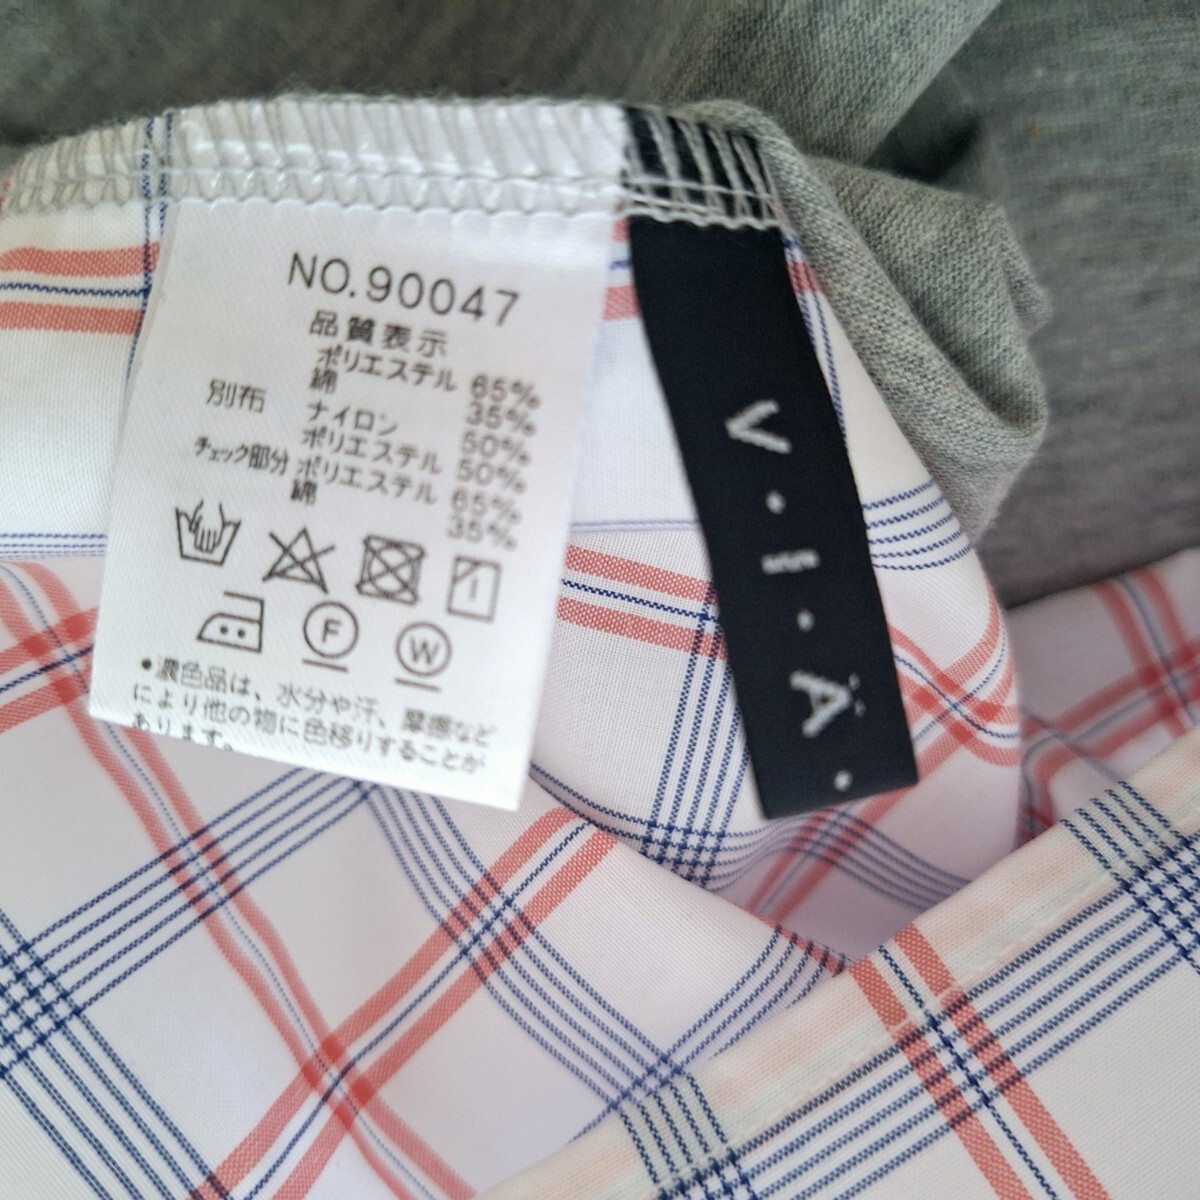 NO.90047
品質表示
ポリエステル 65%
綿 35%
別布 ナイロン 50%
ポリエステル 50%
チェック部分 ポリエステル 65%
綿 35%
F W
•濃色品は、水分や汗、摩擦など
により他の物に色移りすることが
あります。
V・I・A・